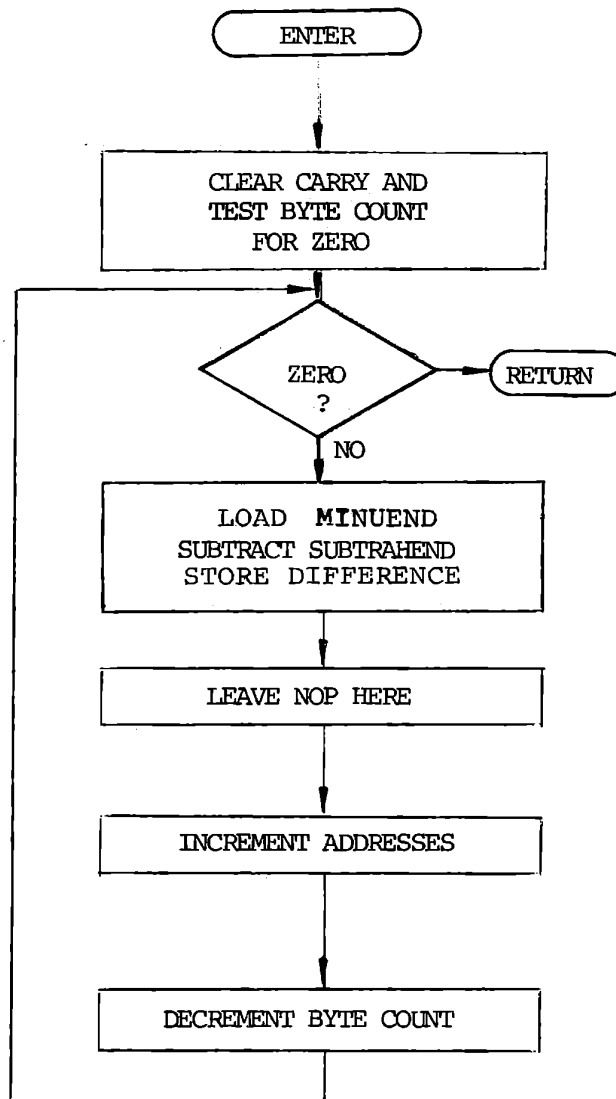 ENTER
CLEAR CARRY AND
TEST BYTE COUNT
FOR ZERO
ZERO
?
RETURN
NO
LOAD MINUEND
SUBTRACT SUBTRAHEND
STORE DIFFERENCE
LEAVE NOP HERE
INCREMENT ADDRESSES
DECREMENT BYTE COUNT